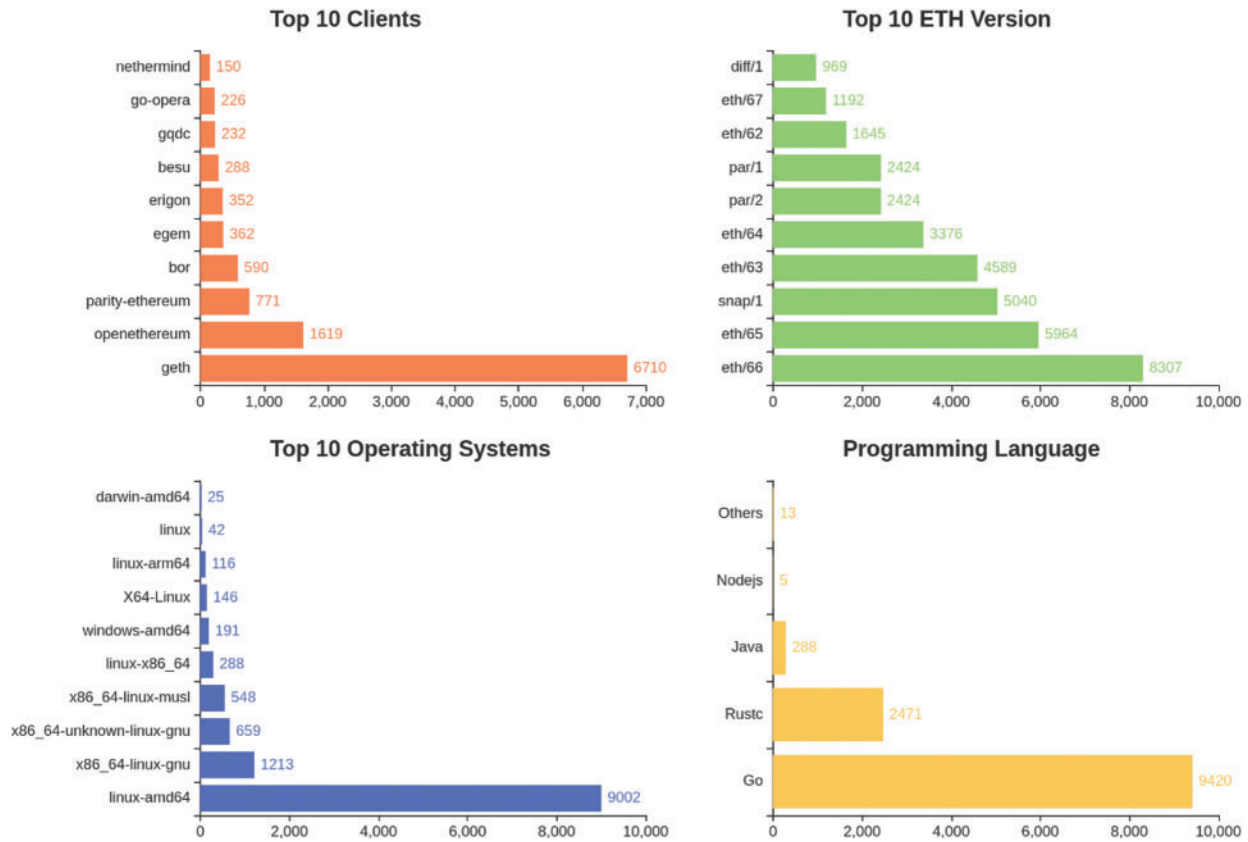 Top 10 Clients
nethermind 150
go-opera 226
gqdc 232
besu 288
erigon 352
egem 362
bor 590
parity-ethereum 771
openethereum 1619
geth 6710
0 1,000 2,000 3,000 4,000 5,000 6,000 7,000
Top 10 ETH Version
diff/1 969
eth/67 1192
eth/62 1645
par/1 2424
par/2 2424
eth/64 3376
eth/63 4589
snap/1 5040
eth/65 5964
eth/66 8307
0 2,000 4,000 6,000 8,000 10,000
Top 10 Operating Systems
darwin-amd64 25
linux 42
linux-arm64 116
X64-Linux 146
windows-amd64 191
linux-x86_64 288
x86_64-linux-musl 548
x86_64-unknown-linux-gnu 659
x86_64-linux-gnu 1213
linux-amd64 9002
0 2,000 4,000 6,000 8,000 10,000
Programming Language
Others 13
Nodejs 5
Java 288
Rustc 2471
Go 9420
0 2,000 4,000 6,000 8,000 10,000